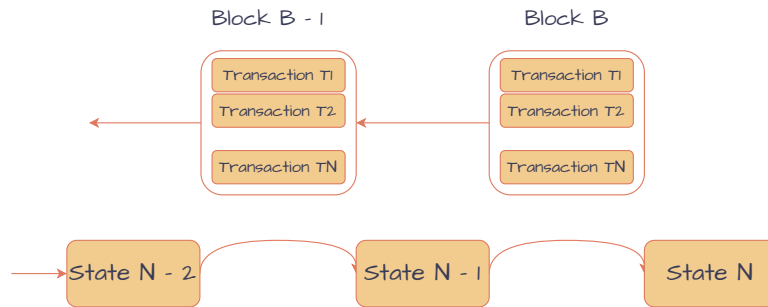 Block B - 1
Block B
Transaction T1
Transaction T1
Transaction T2
Transaction T2
Transaction TN
Transaction TN
State N - 2
State N - 1
State N